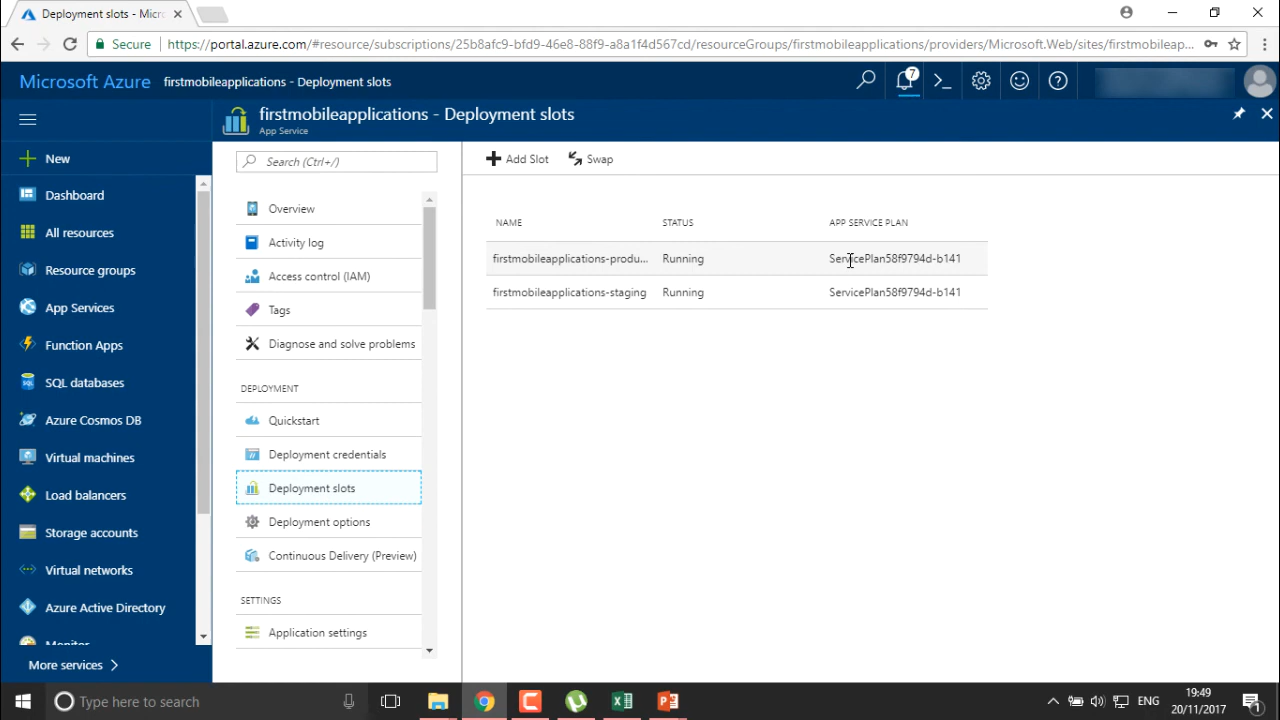 Deployment slots - Micro
Secure
https://portal.azure.com/#resource/subscriptions/25b8afc9-bfd9-46e8-88f9-a8a1f4d567cd/resourceGroups/firstmobileapplications/providers/Microsoft.Web/sites/firstmobileap...
Microsoft Azure
firstmobileapplications - Deployment slots
7
firstmobileapplications - Deployment slots
App Service
New
Dashboard
All resources
Resource groups
App Services
Function Apps
SQL databases
Azure Cosmos DB
Virtual machines
Load balancers
Storage accounts
Virtual networks
Azure Active Directory
Monitor
More services
Search (Ctrl+/)
Overview
Activity log
Access control (IAM)
Tags
Diagnose and solve problems
DEPLOYMENT
Quickstart
Deployment credentials
Deployment slots
Deployment options
Continuous Delivery (Preview)
SETTINGS
Application settings
Add Slot
Swap
NAME STATUS APP SERVICE PLAN
firstmobileapplications-produ... Running ServicePlan58f9794d-b141
firstmobileapplications-staging Running ServicePlan58f9794d-b141
Type here to search
ENG
19:49
20/11/2017
1